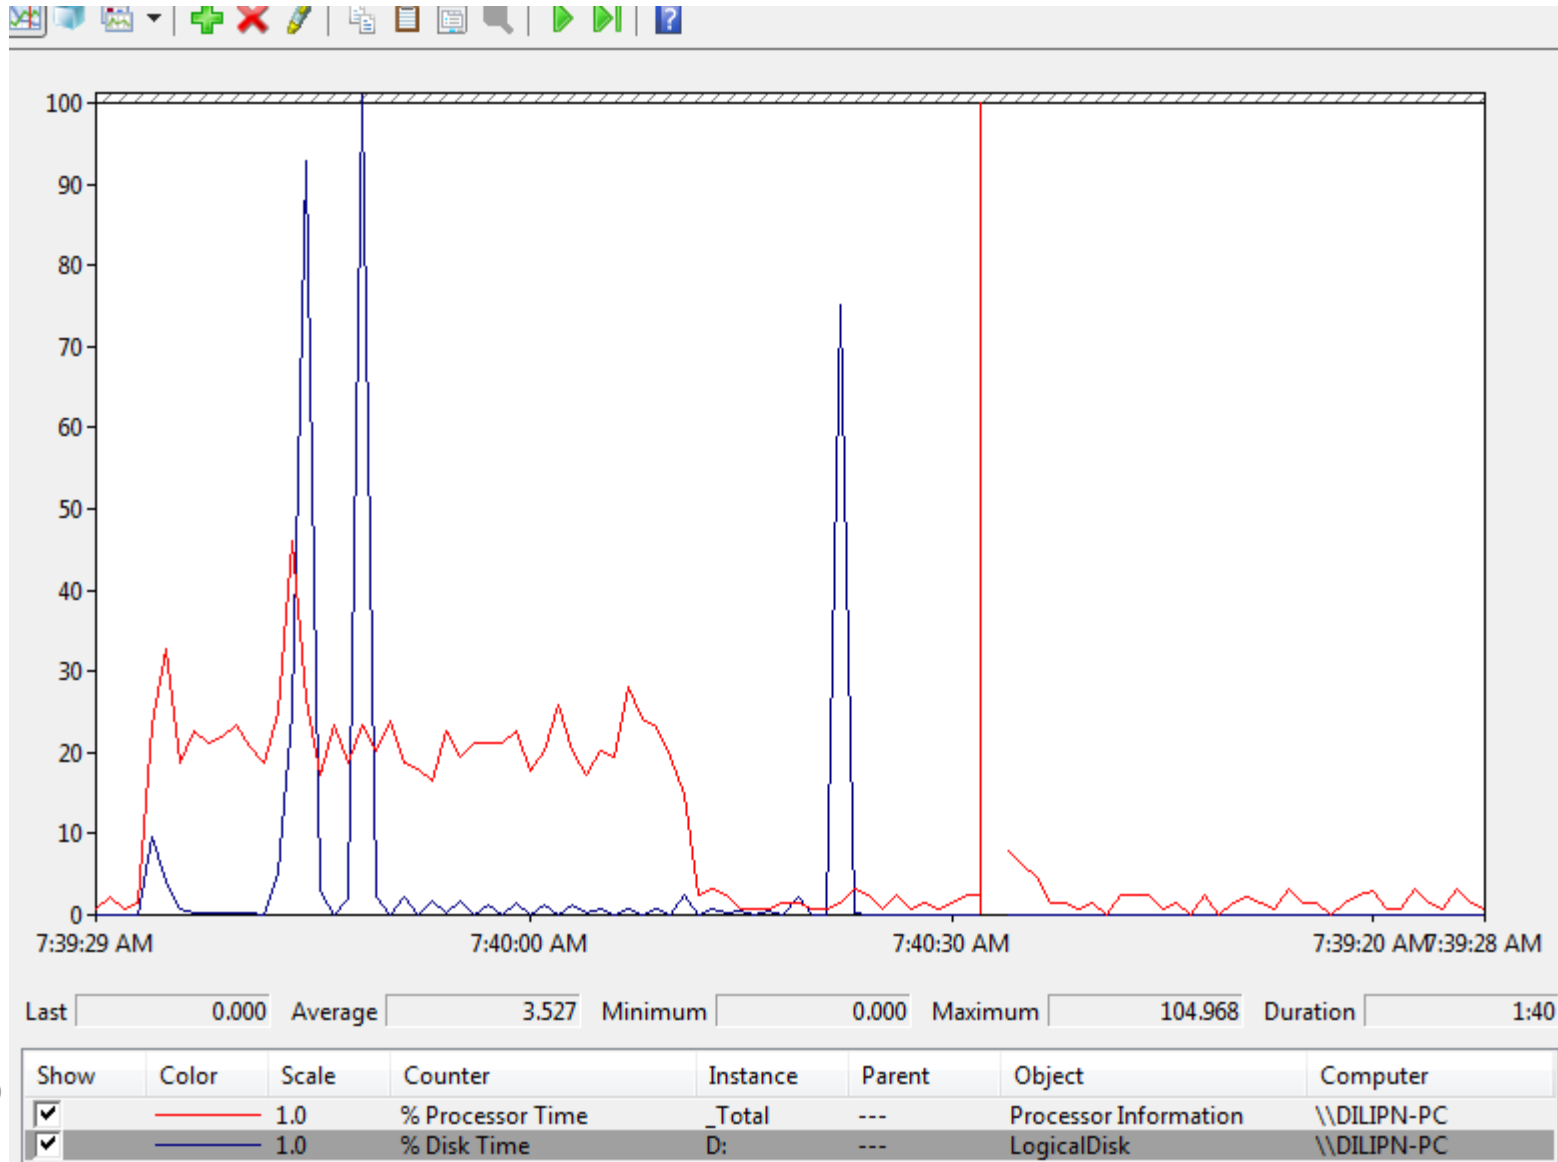 100
90
80
70
60
50
40
30
20
10
0
7:39:29 AM 7:40:00 AM 7:40:30 AM 7:39:20 AM 7:39:28 AM
Last 0.000 Average 3.527 Minimum 0.000 Maximum 104.968 Duration 1:40
Show Color Scale Counter Instance Parent Object Computer
1.0 % Processor Time _Total --- Processor Information \\DILIPN-PC
1.0 % Disk Time D: --- LogicalDisk \\DILIPN-PC